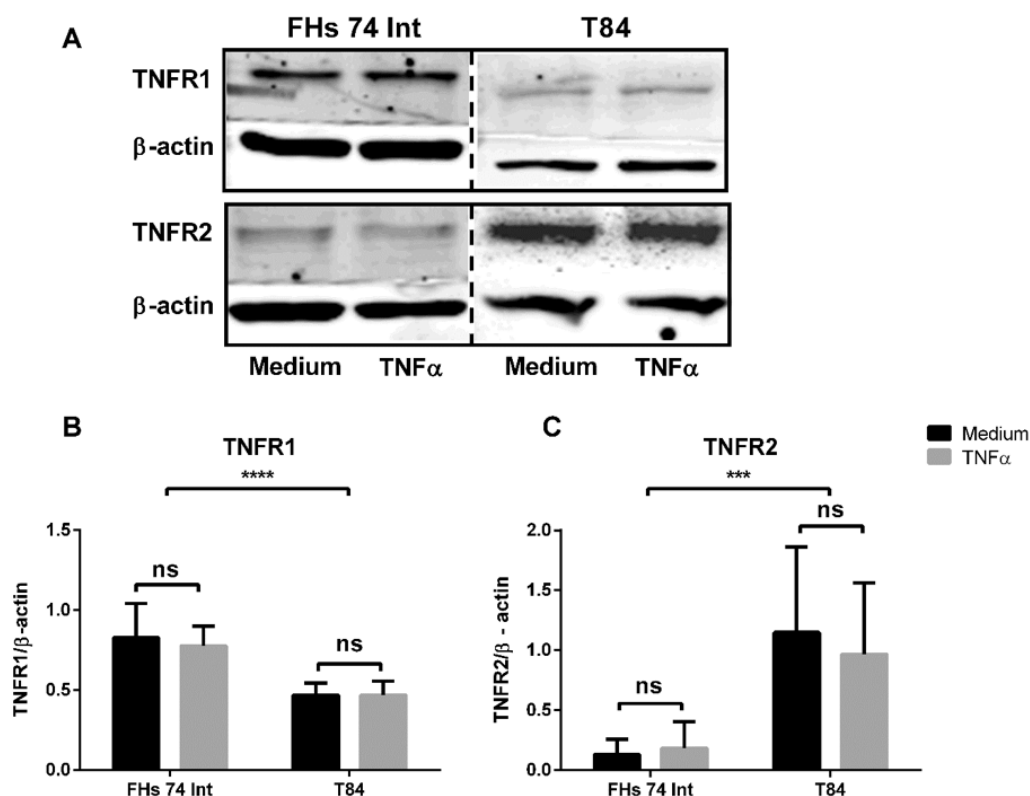 A
FHs 74 Int T84
TNFR1
β-actin
TNFR2
β-actin
Medium TNFα Medium TNFα
B
TNFR1
****
ns
ns
1.5
1.0
0.5
0.0
TNFR1/β-actin
FHs 74 Int T84
C
TNFR2
***
ns
ns
2.0
1.5
1.0
0.5
0.0
TNFR2/β - actin
FHs 74 Int T84
Medium
TNFα